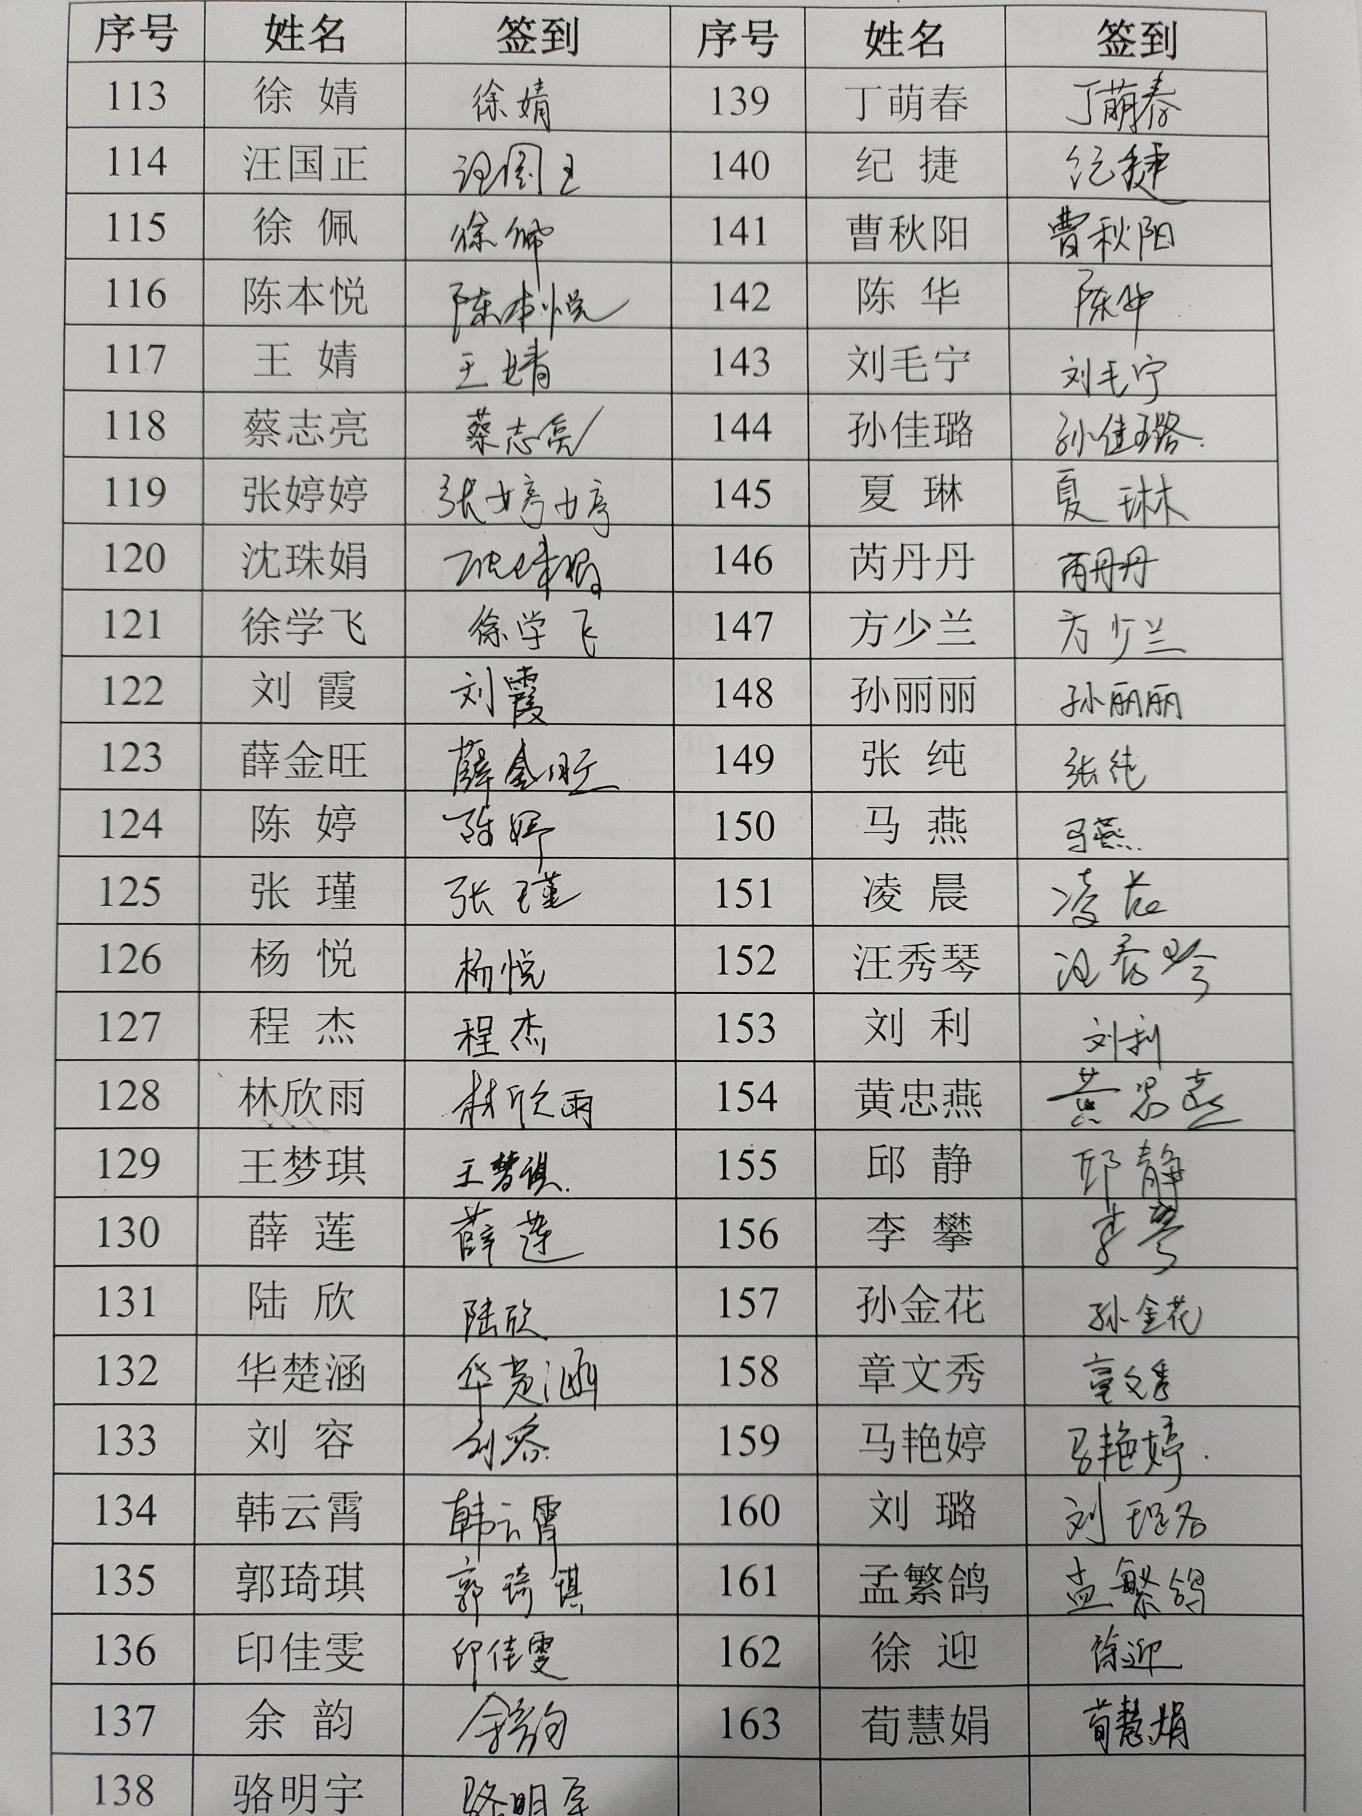 序号 姓名 签到 序号 姓名 签到
113 徐婧 徐婧 139 丁萌春 丁萌春
114 汪国正 汪国正 140 纪捷 纪捷
115 徐佩 徐佩 141 曹秋阳 曹秋阳
116 陈本悦 陈本悦 142 陈华 陈华
117 王婧 王婧 143 刘毛宁 刘毛宁
118 蔡志亮 蔡志亮 144 孙佳璐 孙佳璐
119 张婷婷 张婷婷 145 夏琳 夏琳
120 沈珠娟 沈珠娟 146 芮丹丹 芮丹丹
121 徐学飞 徐学飞 147 方少兰 方少兰
122 刘霞 刘霞 148 孙丽丽 孙丽丽
123 薛金旺 薛金旺 149 张纯 张纯
124 陈婷 陈婷 150 马燕 马燕
125 张瑾 张瑾 151 凌晨 凌晨
126 杨悦 杨悦 152 汪秀琴 汪秀琴
127 程杰 程杰 153 刘利 刘利
128 林欣雨 林欣雨 154 黄忠燕 黄忠燕
129 王梦琪 王梦琪 155 邱静 邱静
130 薛莲 薛莲 156 李攀 李攀
131 陆欣 陆欣 157 孙金花 孙金花
132 华楚涵 华楚涵 158 章文秀 章文秀
133 刘容 刘容 159 马艳婷 马艳婷
134 韩云霄 韩云霄 160 刘璐 刘璐
135 郭琦琪 郭琦琪 161 孟繁鸽 孟繁鸽
136 印佳雯 印佳雯 162 徐迎 徐迎
137 余韵 余韵 163 荀慧娟 荀慧娟
138 骆明宇 骆明宇